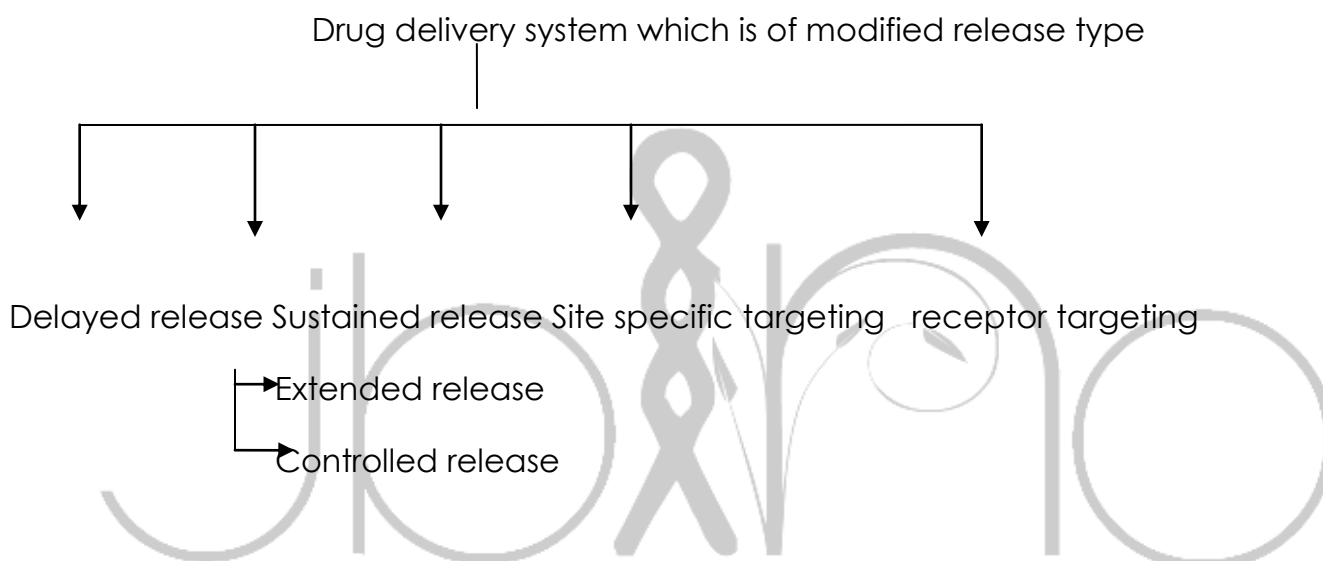 Drug delivery system which is of modified release type
Delayed release Sustained release Site specific targeting receptor targeting
Extended release
Controlled release